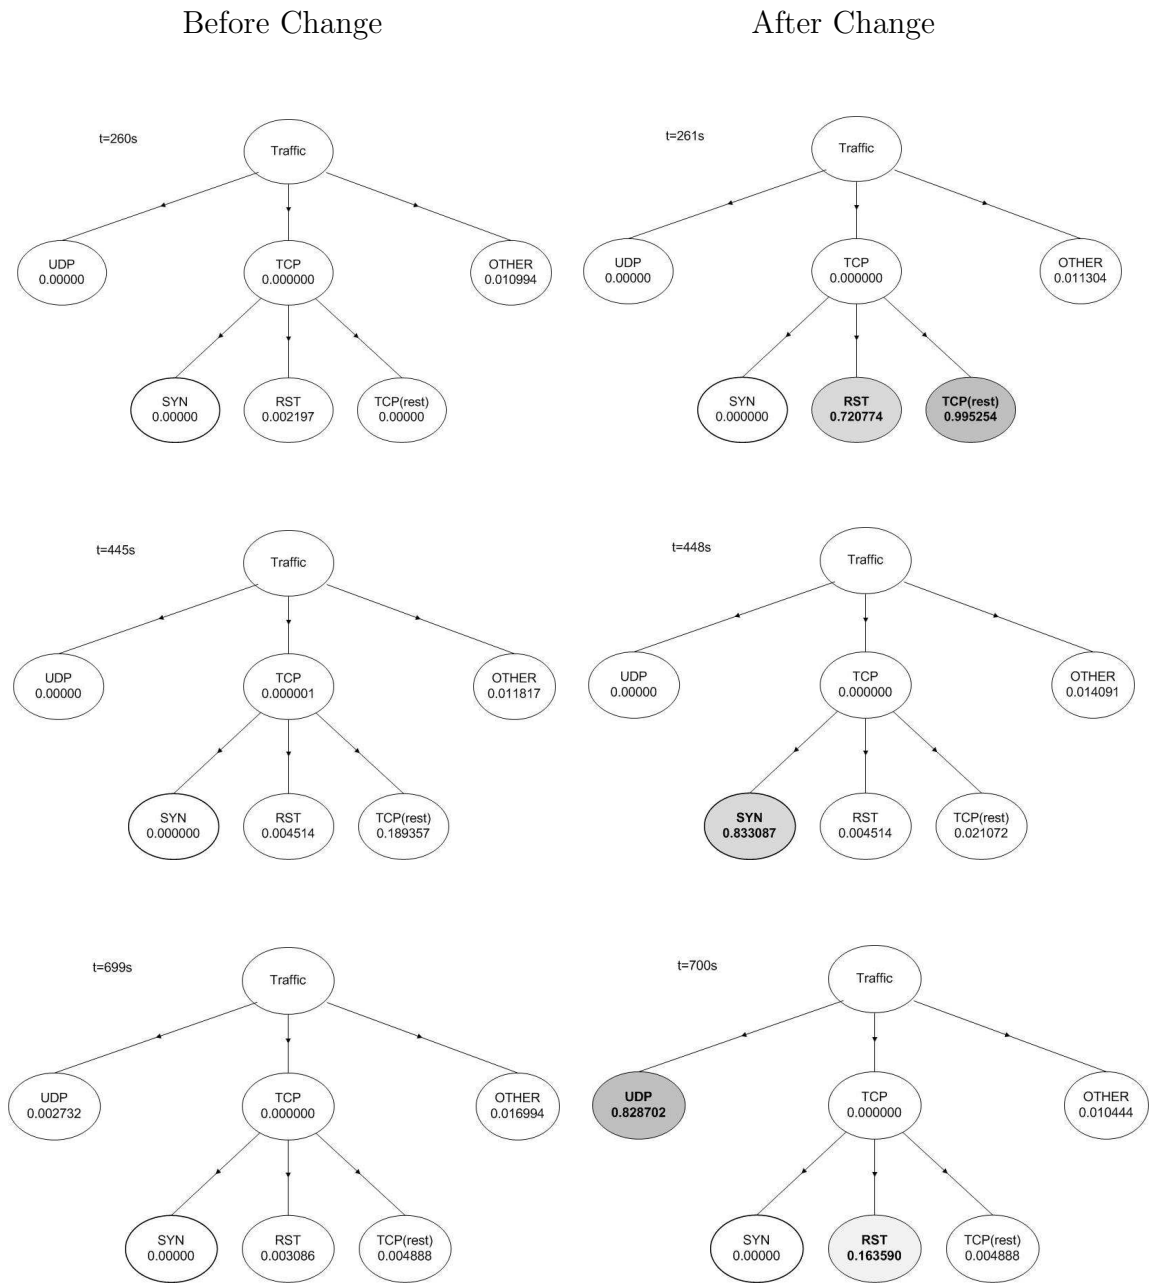 Before Change
After Change
t=260s
Traffic
UDP
0.00000
TCP
0.000000
OTHER
0.010994
SYN
0.00000
RST
0.002197
TCP(rest)
0.00000
t=261s
Traffic
UDP
0.00000
TCP
0.000000
OTHER
0.011304
SYN
0.000000
RST
0.720774
TCP(rest)
0.995254
t=445s
Traffic
UDP
0.00000
TCP
0.000001
OTHER
0.011817
SYN
0.000000
RST
0.004514
TCP(rest)
0.189357
t=448s
Traffic
UDP
0.00000
TCP
0.000000
OTHER
0.014091
SYN
0.833087
RST
0.004514
TCP(rest)
0.021072
t=699s
Traffic
UDP
0.002732
TCP
0.000000
OTHER
0.016994
SYN
0.00000
RST
0.003086
TCP(rest)
0.004888
t=700s
Traffic
UDP
0.828702
TCP
0.000000
OTHER
0.010444
SYN
0.00000
RST
0.163590
TCP(rest)
0.004888